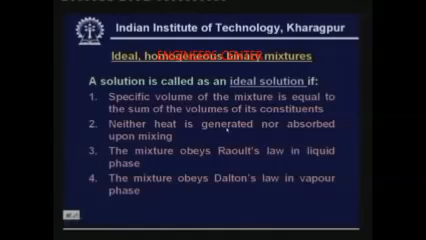 Indian Institute of Technology, Kharagpur
Ideal, homogeneous binary mixtures
ENGINEERS CENTER
A solution is called as an ideal solution if:
1. Specific volume of the mixture is equal to
the sum of the volumes of its constituents
2. Neither heat is generated nor absorbed
upon mixing
3. The mixture obeys Raoult's law in liquid
phase
4. The mixture obeys Dalton's law in vapour
phase